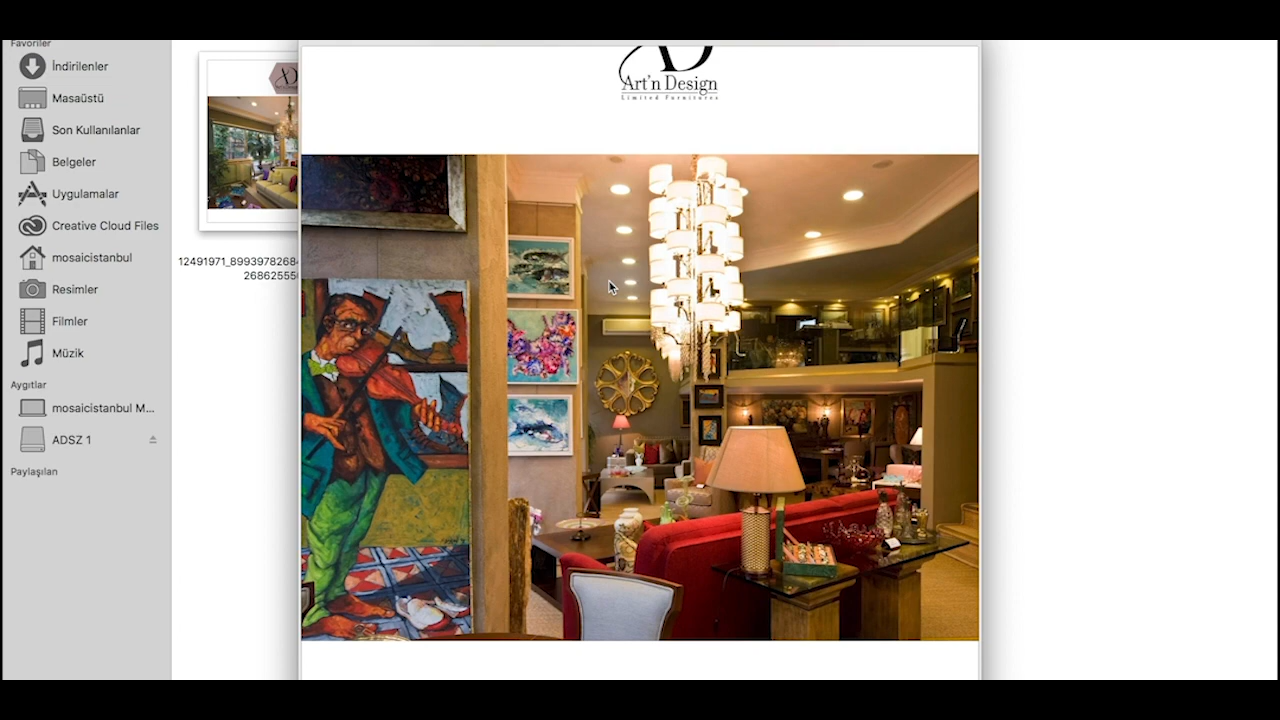 Favoriler
İndirilenler
Masaüstü
Son Kullanılanlar
Belgeler
Uygulamalar
Creative Cloud Files
mosaicistanbul
Resimler
Filmler
Müzik
Aygıtlar
mosaicistanbul M...
ADSZ 1
Paylaşılan
12491971_8993978268
268625550
Art'n Design
Limited Furnitures